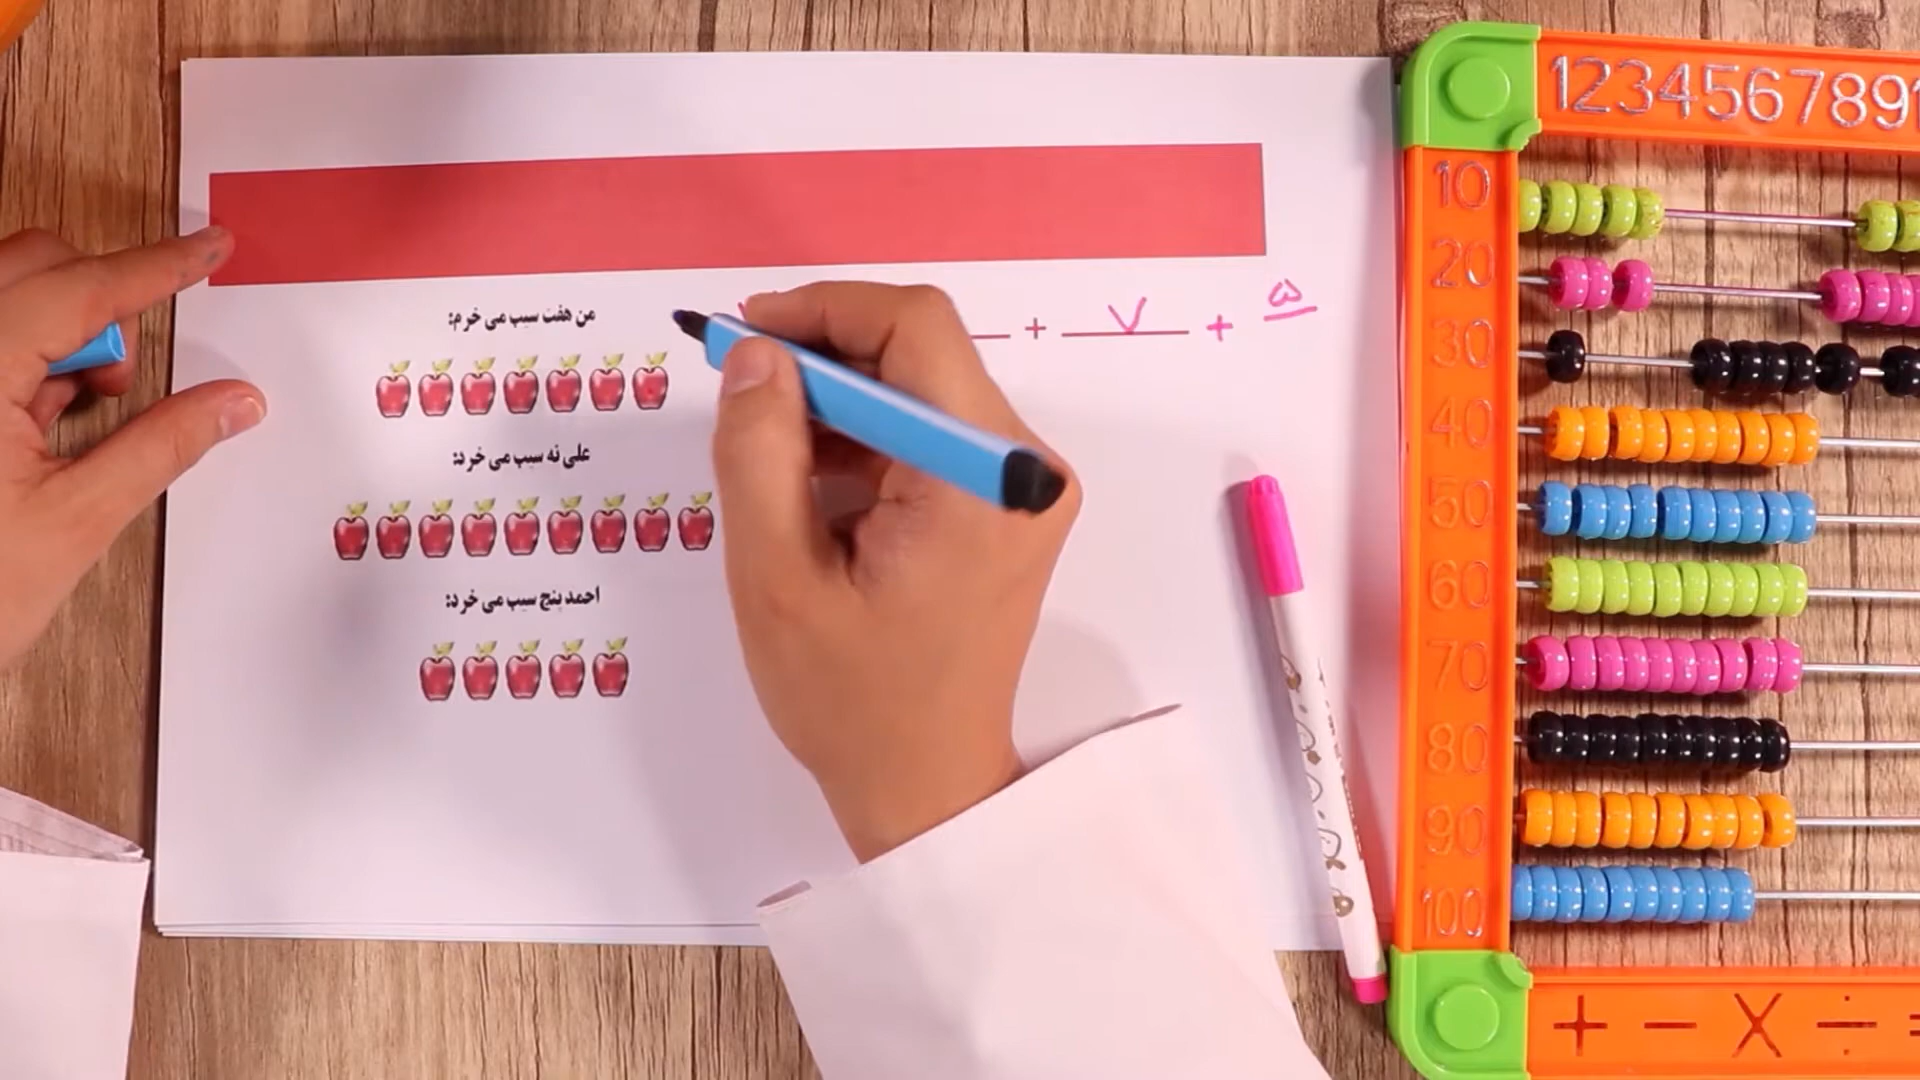 من هفت سیب می خرم:
علی نه سیب می خرد:
احمد پنج سیب می خرد:
+ ۷ + ۵
12345678910
10
20
30
40
50
60
70
80
90
100
+ - × ÷ =